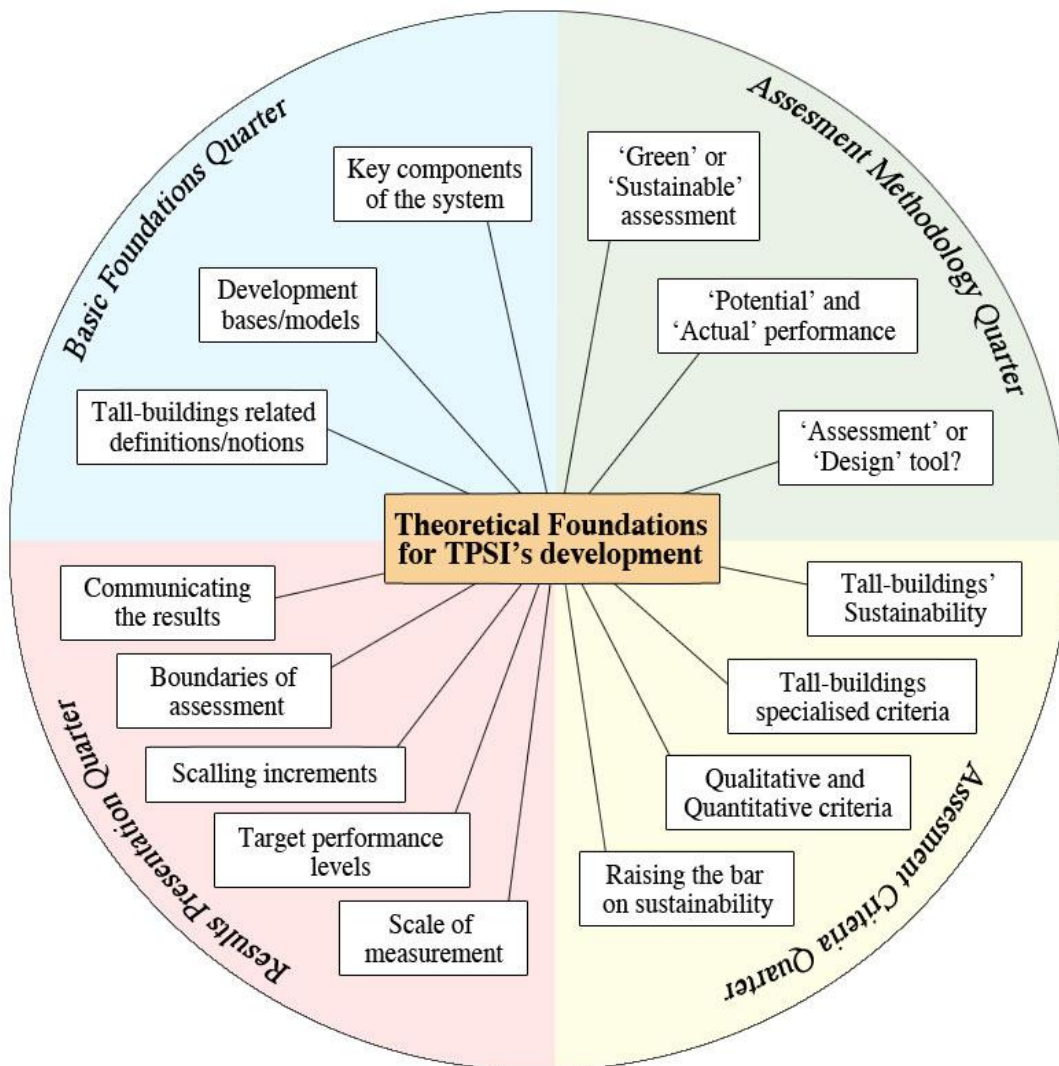 Basic Foundations Quarter
Key components
of the system
Development
bases/models
Tall-buildings related
definitions/notions
Assesment Methodology Quarter
‘Green’ or
‘Sustainable’
assessment
‘Potential’ and
‘Actual’ performance
‘Assessment’ or
‘Design’ tool?
Theoretical Foundations
for TPSI’s development
Communicating
the results
Boundaries of
assessment
Scalling increments
Target performance
levels
Scale of
measurement
Results Presentation Quarter
Tall-buildings’
Sustainability
Tall-buildings
specialised criteria
Qualitative and
Quantitative criteria
Raising the bar
on sustainability
Assesment Criteria Quarter